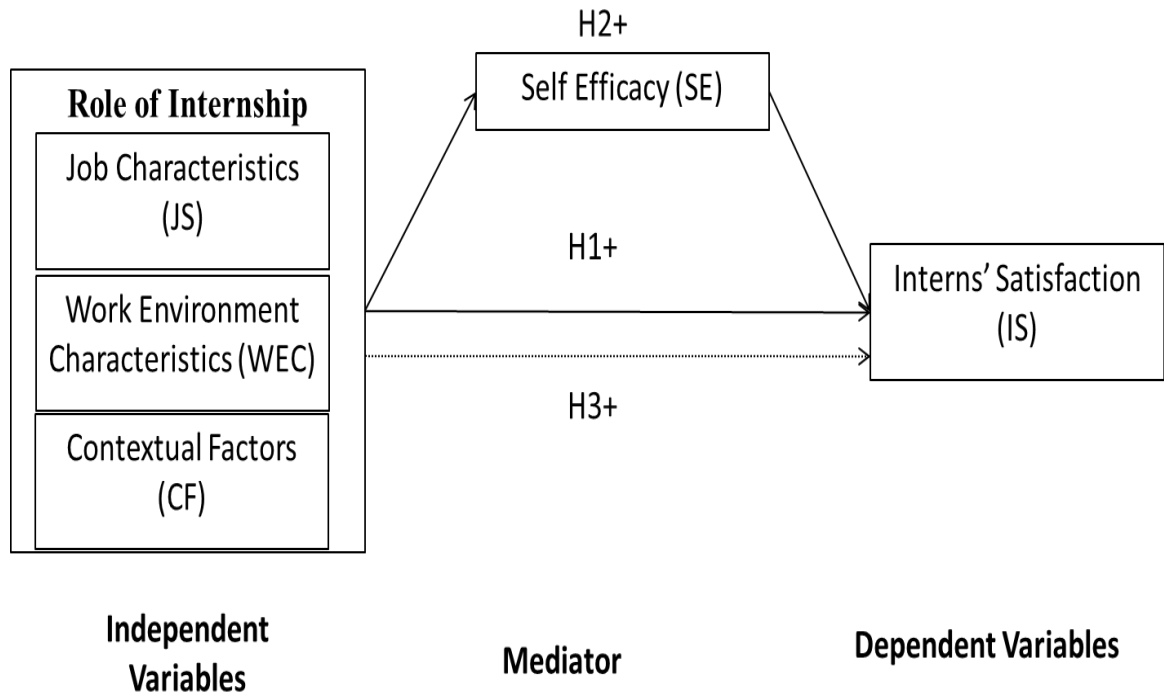 H2+
Self Efficacy (SE)
Role of Internship
Job Characteristics
(JS)
Work Environment
Characteristics (WEC)
Contextual Factors
(CF)
H1+
H3+
Interns’ Satisfaction
(IS)
Independent
Variables
Mediator
Dependent Variables